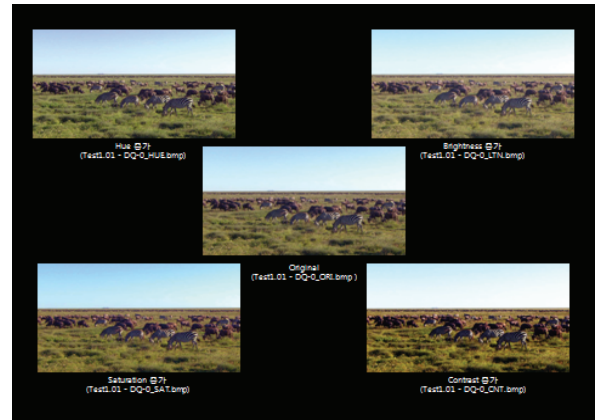 Hue 증가
(Test1.01 - DQ-0_HUE.bmp)
Brightness 증가
(Test1.01 - DQ-0_LTN.bmp)
Original
(Test1.01 - DQ-0_ORI.bmp )
Saturation 증가
(Test1.01 - DQ-0_SAT.bmp)
Contrast 증가
(Test1.01 - DQ-0_CNT.bmp)